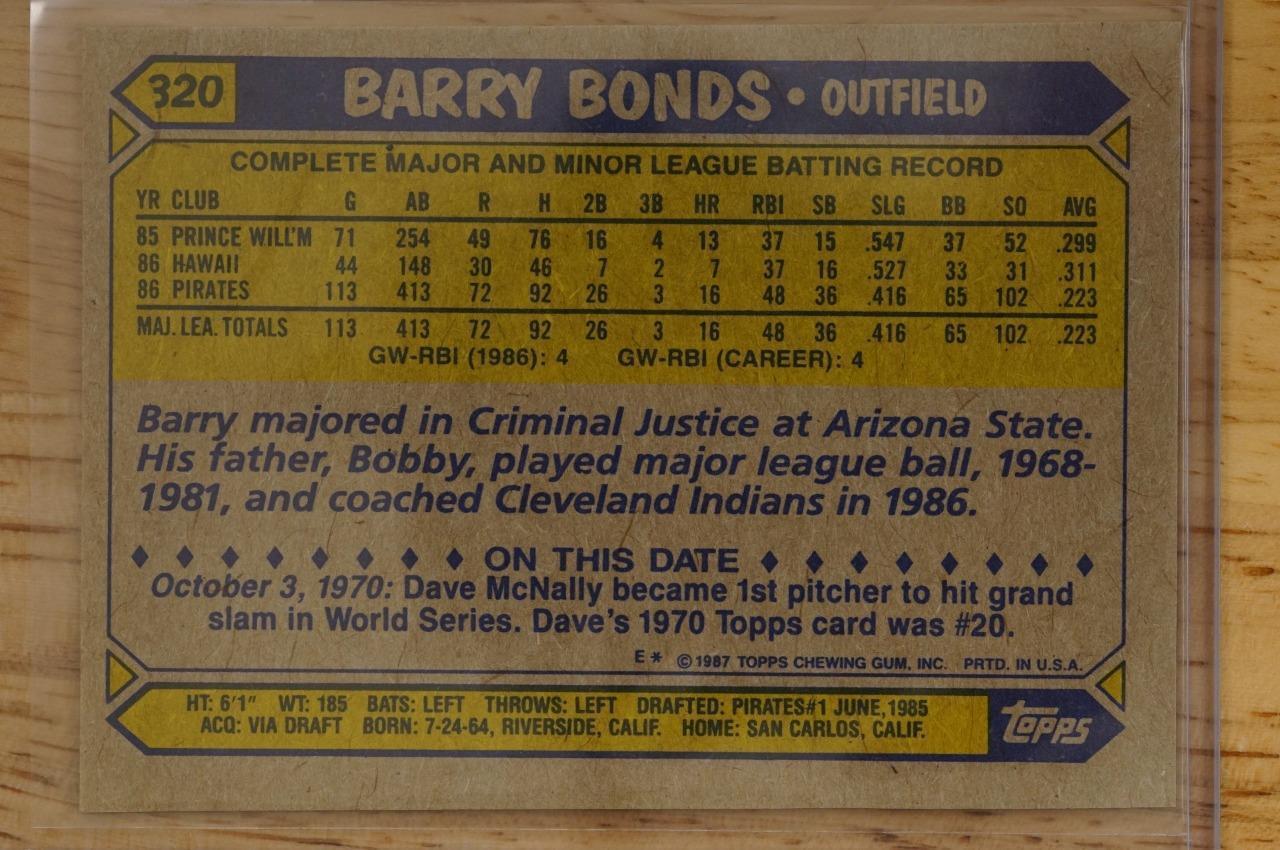 320 BARRY BONDS • OUTFIELD
COMPLETE MAJOR AND MINOR LEAGUE BATTING RECORD
YR CLUB G AB R H 2B 3B HR RBI SB SLG BB SO AVG
85 PRINCE WILL'M 71 254 49 76 16 4 13 37 15 .547 37 52 .299
86 HAWAII 44 148 30 46 7 2 7 37 16 .527 33 31 .311
86 PIRATES 113 413 72 92 26 3 16 48 36 .416 65 102 .223
MAJ. LEA. TOTALS 113 413 72 92 26 3 16 48 36 .416 65 102 .223
GW-RBI (1986): 4 GW-RBI (CAREER): 4
Barry majored in Criminal Justice at Arizona State.
His father, Bobby, played major league ball, 1968-
1981, and coached Cleveland Indians in 1986.
♦ ♦ ♦ ♦ ♦ ♦ ♦ ♦ ON THIS DATE ♦ ♦ ♦ ♦ ♦ ♦ ♦ ♦
October 3, 1970: Dave McNally became 1st pitcher to hit grand
slam in World Series. Dave's 1970 Topps card was #20.
E* ©1987 TOPPS CHEWING GUM, INC. PRTD. IN U.S.A.
HT: 6'1" WT: 185 BATS: LEFT THROWS: LEFT DRAFTED: PIRATES#1 JUNE, 1985
ACQ: VIA DRAFT BORN: 7-24-64, RIVERSIDE, CALIF. HOME: SAN CARLOS, CALIF.
topps